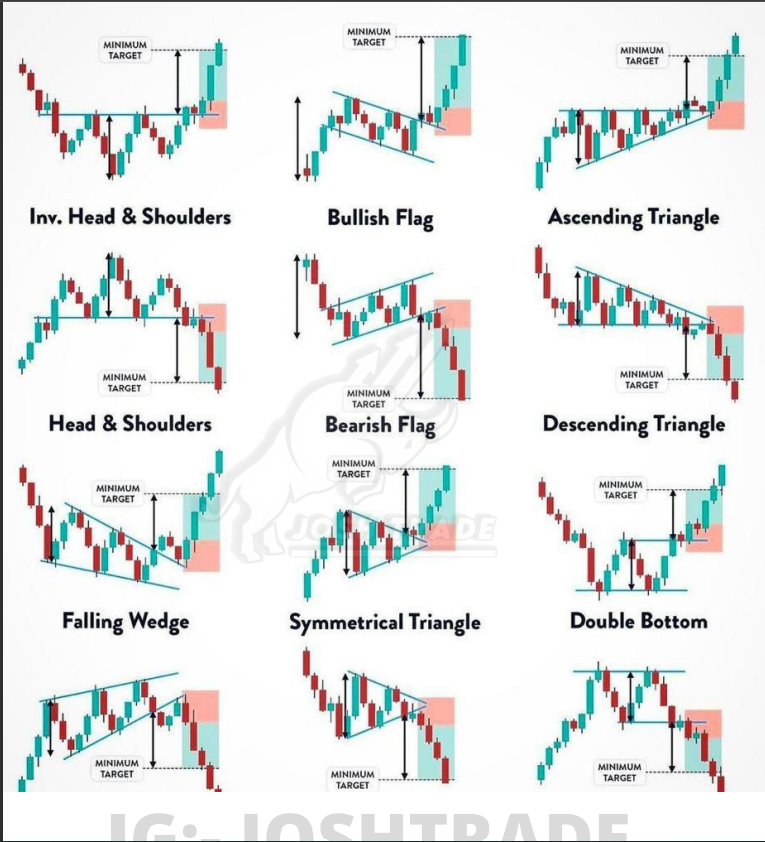 MINIMUM
TARGET
MINIMUM
TARGET
MINIMUM
TARGET
Inv. Head & Shoulders
Bullish Flag
Ascending Triangle
MINIMUM
TARGET
MINIMUM
TARGET
MINIMUM
TARGET
Head & Shoulders
Bearish Flag
Descending Triangle
MINIMUM
TARGET
MINIMUM
TARGET
MINIMUM
TARGET
JOSHTRADE
Falling Wedge
Symmetrical Triangle
Double Bottom
MINIMUM
TARGET
MINIMUM
TARGET
MINIMUM
TARGET
IG:- JOSHTRADE